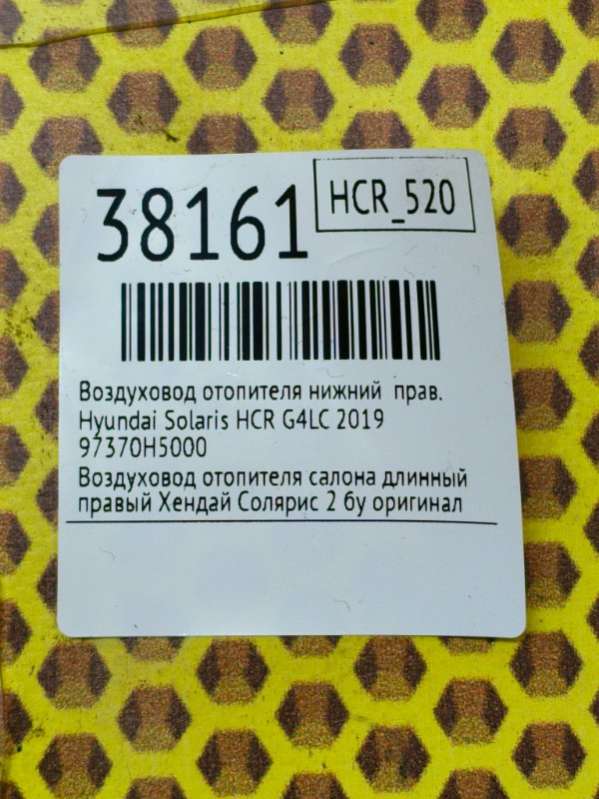 38161
HCR_520
Воздуховод отопителя нижний прав.
Hyundai Solaris HCR G4LC 2019
97370H5000
Воздуховод отопителя салона длинный
правый Хендай Солярис 2 бу оригинал